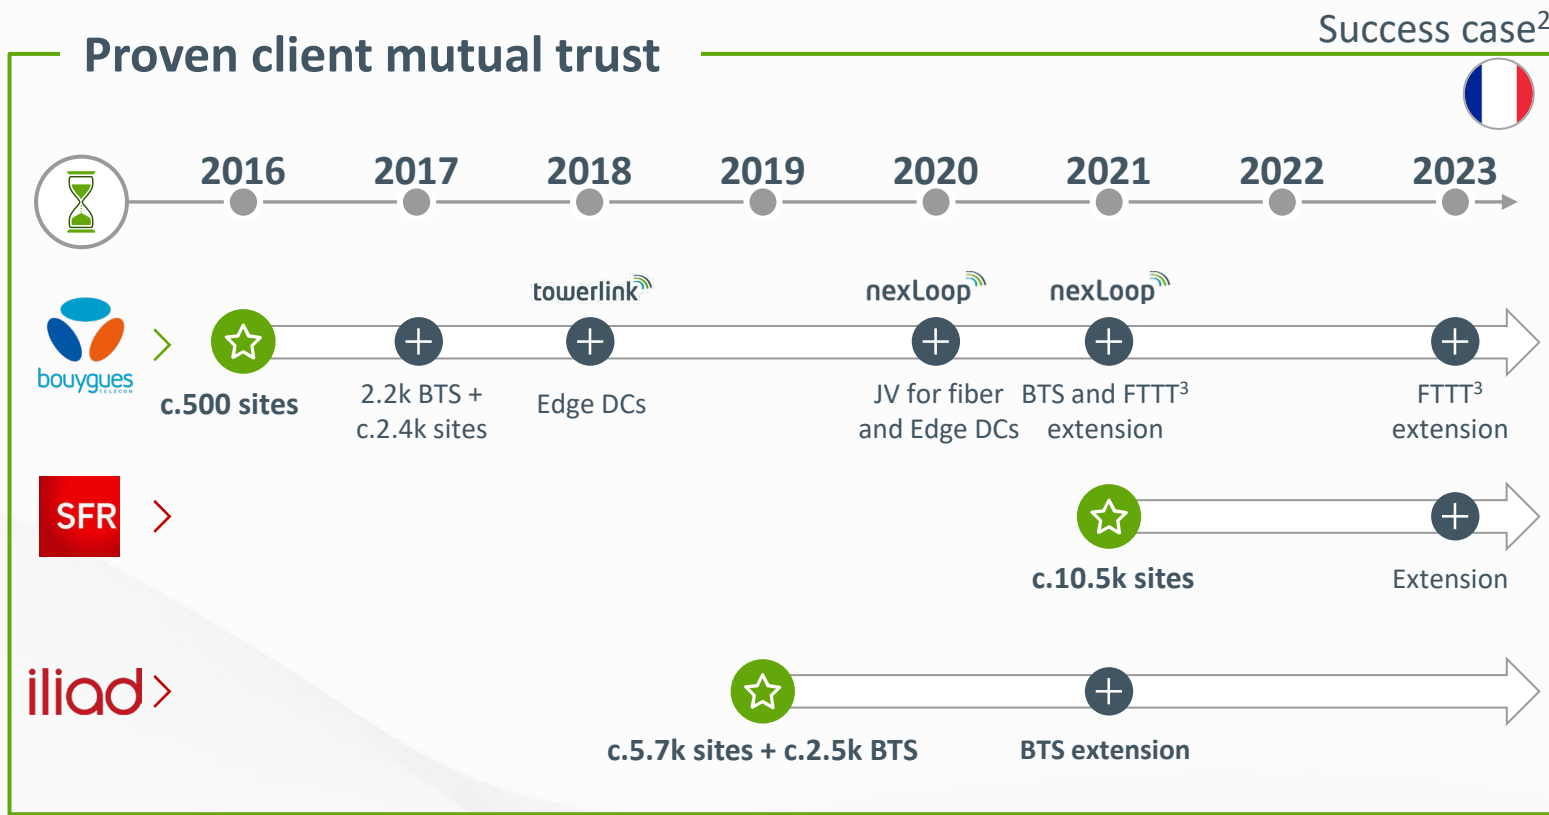 Success case²
Proven client mutual trust
2016 2017 2018 2019 2020 2021 2022 2023
towerlink nexLoop nexLoop
bouygues
TELECOM
c.500 sites
2.2k BTS +
c.2.4k sites
Edge DCs
JV for fiber
and Edge DCs
BTS and FTTT³
extension
FTTT³
extension
SFR
c.10.5k sites
Extension
iliad
c.5.7k sites + c.2.5k BTS
BTS extension